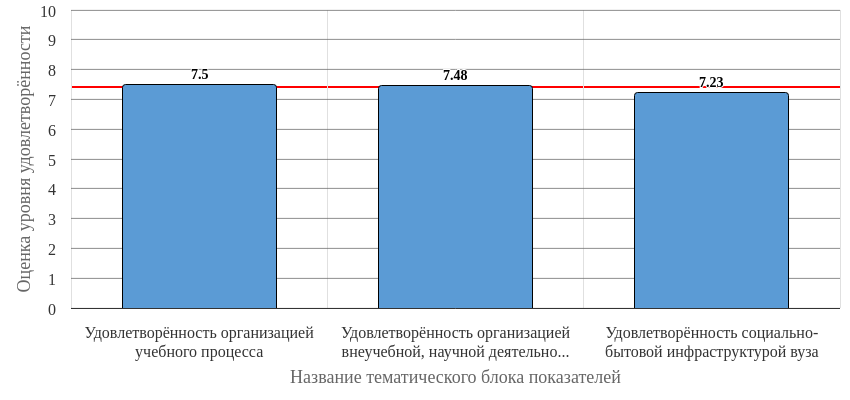 Оценка уровня удовлетворённости
10
9
8
7
6
5
4
3
2
1
0
7.5
7.48
7.23
Удовлетворённость организацией
учебного процесса
Удовлетворённость организацией
внеучебной, научной деятельно...
Удовлетворённость социально-
бытовой инфраструктурой вуза
Название тематического блока показателей